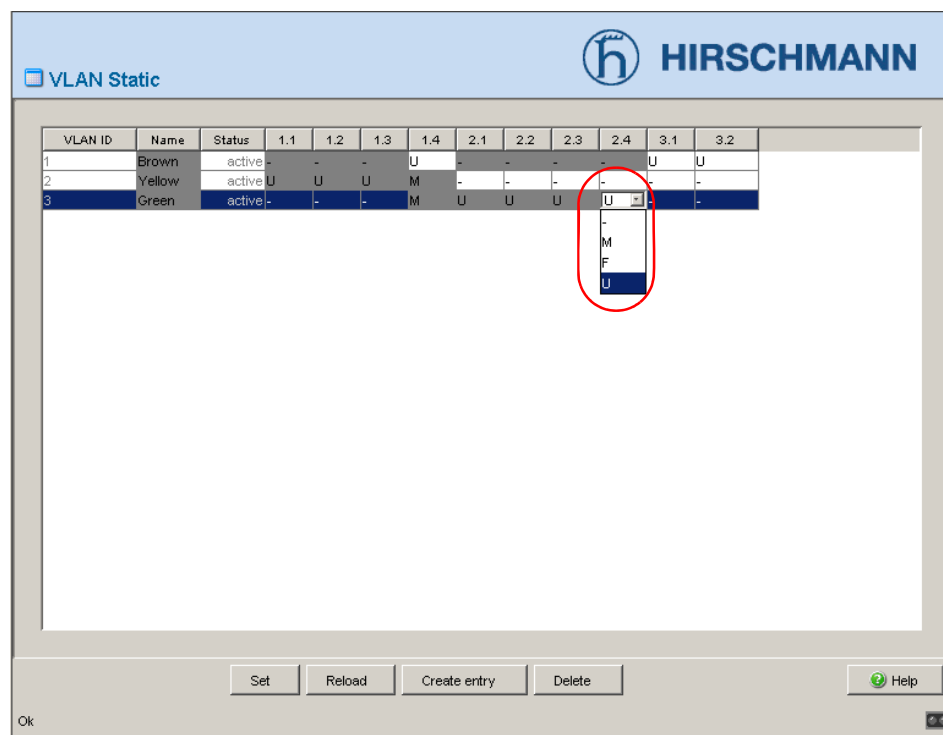 HIRSCHMANN
VLAN Static
VLAN ID Name Status 1.1 1.2 1.3 1.4 2.1 2.2 2.3 2.4 3.1 3.2
1 Brown active - - - U - - - - U U
2 Yellow active U U U M - - - - - -
3 Green active - - - M U U U U - -
-
M
F
U
Set Reload Create entry Delete Help
Ok